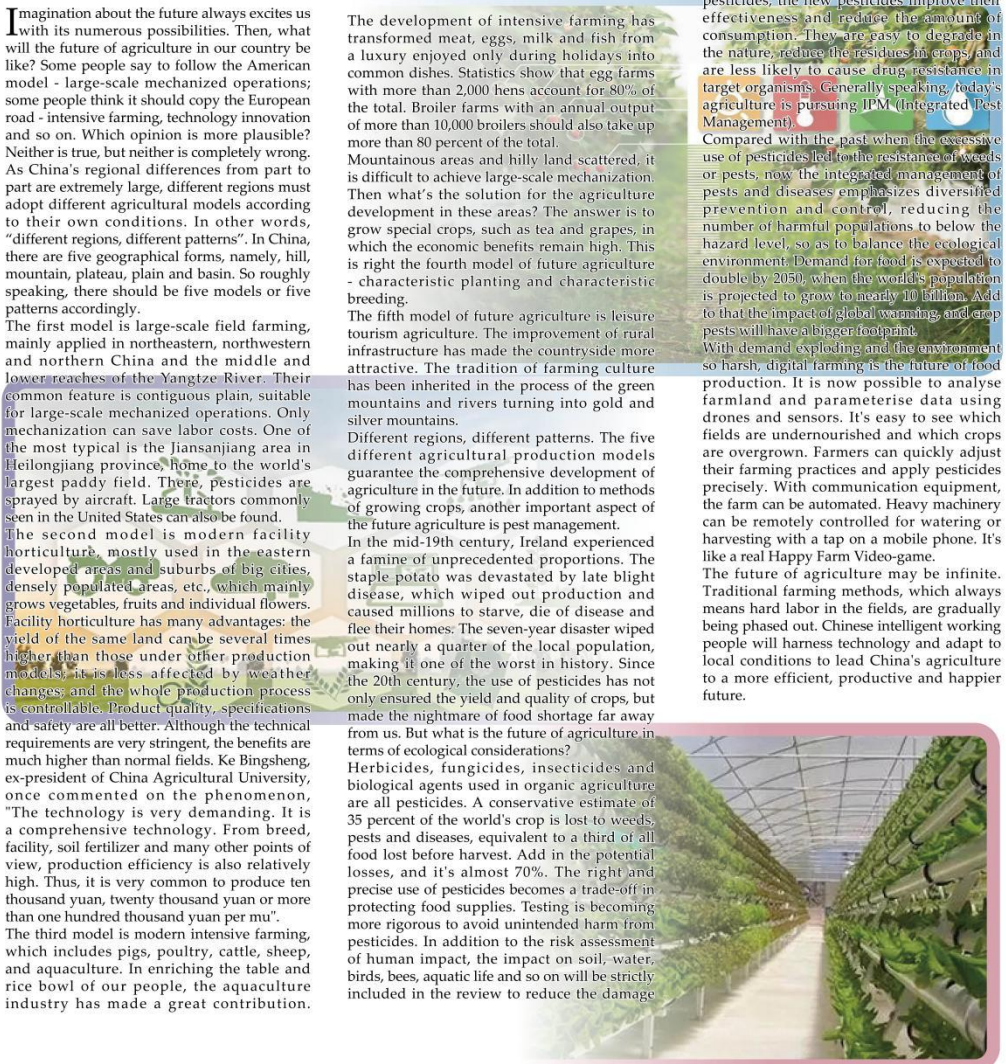 Imagination about the future always excites us
with its numerous possibilities. Then, what
will the future of agriculture in our country be
like? Some people say to follow the American
model - large-scale mechanized operations;
some people think it should copy the European
road - intensive farming, technology innovation
and so on. Which opinion is more plausible?
Neither is true, but neither is completely wrong.
As China's regional differences from part to
part are extremely large, different regions must
adopt different agricultural models according
to their own conditions. In other words,
"different regions, different patterns". In China,
there are five geographical forms, namely, hill,
mountain, plateau, plain and basin. So roughly
speaking, there should be five models or five
patterns accordingly.
The first model is large-scale field farming,
mainly applied in northeastern, northwestern
and northern China and the middle and
lower reaches of the Yangtze River. Their
common feature is contiguous plain, suitable
for large-scale mechanized operations. Only
mechanization can save labor costs. One of
the most typical is the Jiansanjiang area in
Heilongjiang province, home to the world's
largest paddy field. There, pesticides are
sprayed by aircraft. Large tractors commonly
seen in the United States can also be found.
The second model is modern facility
horticulture, mostly used in the eastern
developed areas and suburbs of big cities,
densely populated areas, etc., which mainly
grows vegetables, fruits and individual flowers.
Facility horticulture has many advantages: the
yield of the same land can be several times
higher than those under other production
models; it is less affected by weather
changes; and the whole production process
is controllable. Product quality, specifications
and safety are all better. Although the technical
requirements are very stringent, the benefits are
much higher than normal fields. Ke Bingsheng,
ex-president of China Agricultural University,
once commented on the phenomenon,
"The technology is very demanding. It is
a comprehensive technology. From breed,
facility, soil fertilizer and many other points of
view, production efficiency is also relatively
high. Thus, it is very common to produce ten
thousand yuan, twenty thousand yuan or more
than one hundred thousand yuan per mu".
The third model is modern intensive farming,
which includes pigs, poultry, cattle, sheep,
and aquaculture. In enriching the table and
rice bowl of our people, the aquaculture
industry has made a great contribution.
The development of intensive farming has
transformed meat, eggs, milk and fish from
a luxury enjoyed only during holidays into
common dishes. Statistics show that egg farms
with more than 2,000 hens account for 80% of
the total. Broiler farms with an annual output
of more than 10,000 broilers should also take up
more than 80 percent of the total.
Mountainous areas and hilly land scattered, it
is difficult to achieve large-scale mechanization.
Then what's the solution for the agriculture
development in these areas? The answer is to
grow special crops, such as tea and grapes, in
which the economic benefits remain high. This
is right the fourth model of future agriculture
- characteristic planting and characteristic
breeding.
The fifth model of future agriculture is leisure
tourism agriculture. The improvement of rural
infrastructure has made the countryside more
attractive. The tradition of farming culture
has been inherited in the process of the green
mountains and rivers turning into gold and
silver mountains.
Different regions, different patterns. The five
different agricultural production models
guarantee the comprehensive development of
agriculture in the future. In addition to methods
of growing crops, another important aspect of
the future agriculture is pest management.
In the mid-19th century, Ireland experienced
a famine of unprecedented proportions. The
staple potato was devastated by late blight
disease, which wiped out production and
caused millions to starve, die of disease and
flee their homes. The seven-year disaster wiped
out nearly a quarter of the local population,
making it one of the worst in history. Since
the 20th century, the use of pesticides has not
only ensured the yield and quality of crops, but
made the nightmare of food shortage far away
from us. But what is the future of agriculture in
terms of ecological considerations?
Herbicides, fungicides, insecticides and
biological agents used in organic agriculture
are all pesticides. A conservative estimate of
35 percent of the world's crop is lost to weeds,
pests and diseases, equivalent to a third of all
food lost before harvest. Add in the potential
losses, and it's almost 70%. The right and
precise use of pesticides becomes a trade-off in
protecting food supplies. Testing is becoming
more rigorous to avoid unintended harm from
pesticides. In addition to the risk assessment
of human impact, the impact on soil, water,
birds, bees, aquatic life and so on will be strictly
included in the review to reduce the damage
pesticides, the new pesticides improve their
effectiveness and reduce the amount of
consumption. They are easy to degrade in
the nature, reduce the residues in crops, and
are less likely to cause drug resistance in
target organisms. Generally speaking, today's
agriculture is pursuing IPM (Integrated Pest
Management).
Compared with the past when the excessive
use of pesticides led to the resistance of weeds
or pests, now the integrated management of
pests and diseases emphasizes diversified
prevention and control, reducing the
number of harmful populations to below the
hazard level, so as to balance the ecological
environment. Demand for food is expected to
double by 2050, when the world's population
is projected to grow to nearly 10 billion. Add
to that the impact of global warming, and crop
pests will have a bigger footprint.
With demand exploding and the environment
so harsh, digital farming is the future of food
production. It is now possible to analyse
farmland and parameterise data using
drones and sensors. It's easy to see which
fields are undernourished and which crops
are overgrown. Farmers can quickly adjust
their farming practices and apply pesticides
precisely. With communication equipment,
the farm can be automated. Heavy machinery
can be remotely controlled for watering or
harvesting with a tap on a mobile phone. It's
like a real Happy Farm Video-game.
The future of agriculture may be infinite.
Traditional farming methods, which always
means hard labor in the fields, are gradually
being phased out. Chinese intelligent working
people will harness technology and adapt to
local conditions to lead China's agriculture
to a more efficient, productive and happier
future.